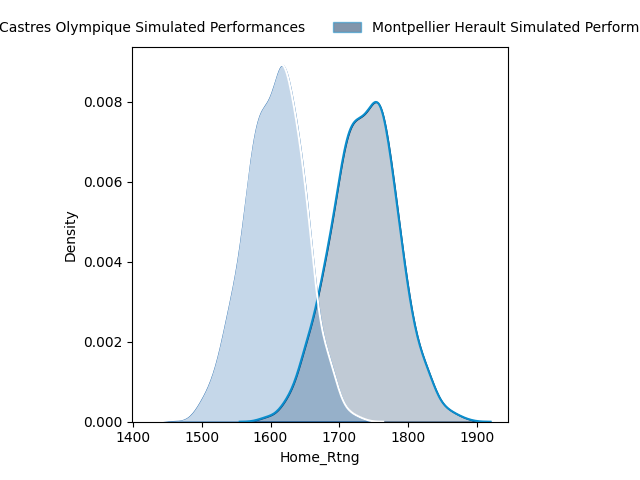 Castres Olympique Simulated Performances
Montpellier Herault Simulated Perform
0.008
0.006
0.004
0.002
0.000
Density
1400 1500 1600 1700 1800 1900
Home_Rtng